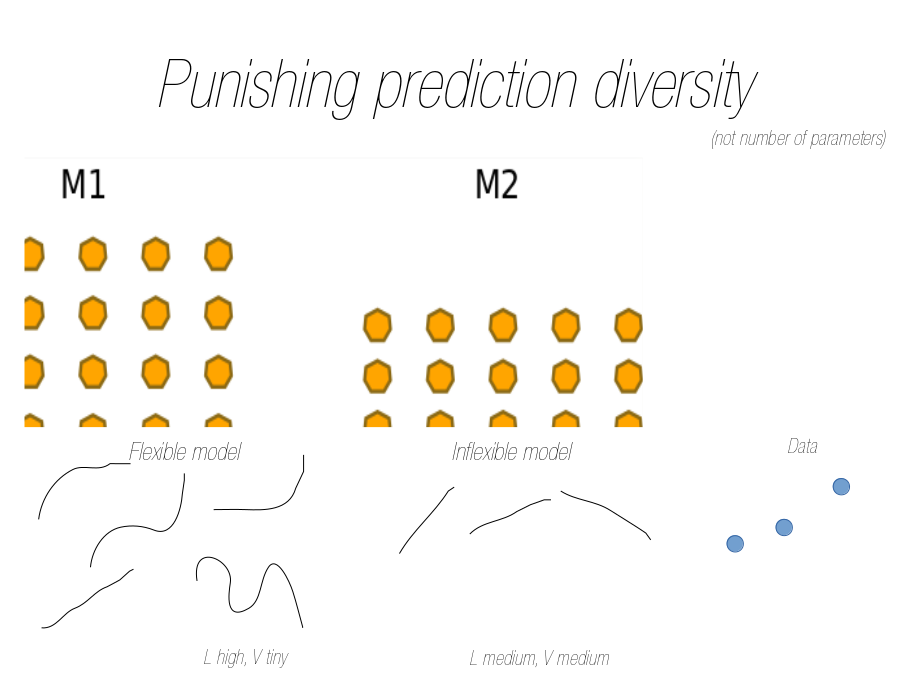 Punishing prediction diversity
(not number of parameters)
M1
M2
Flexible model
Inflexible model
Data
L high, V tiny
L medium, V medium